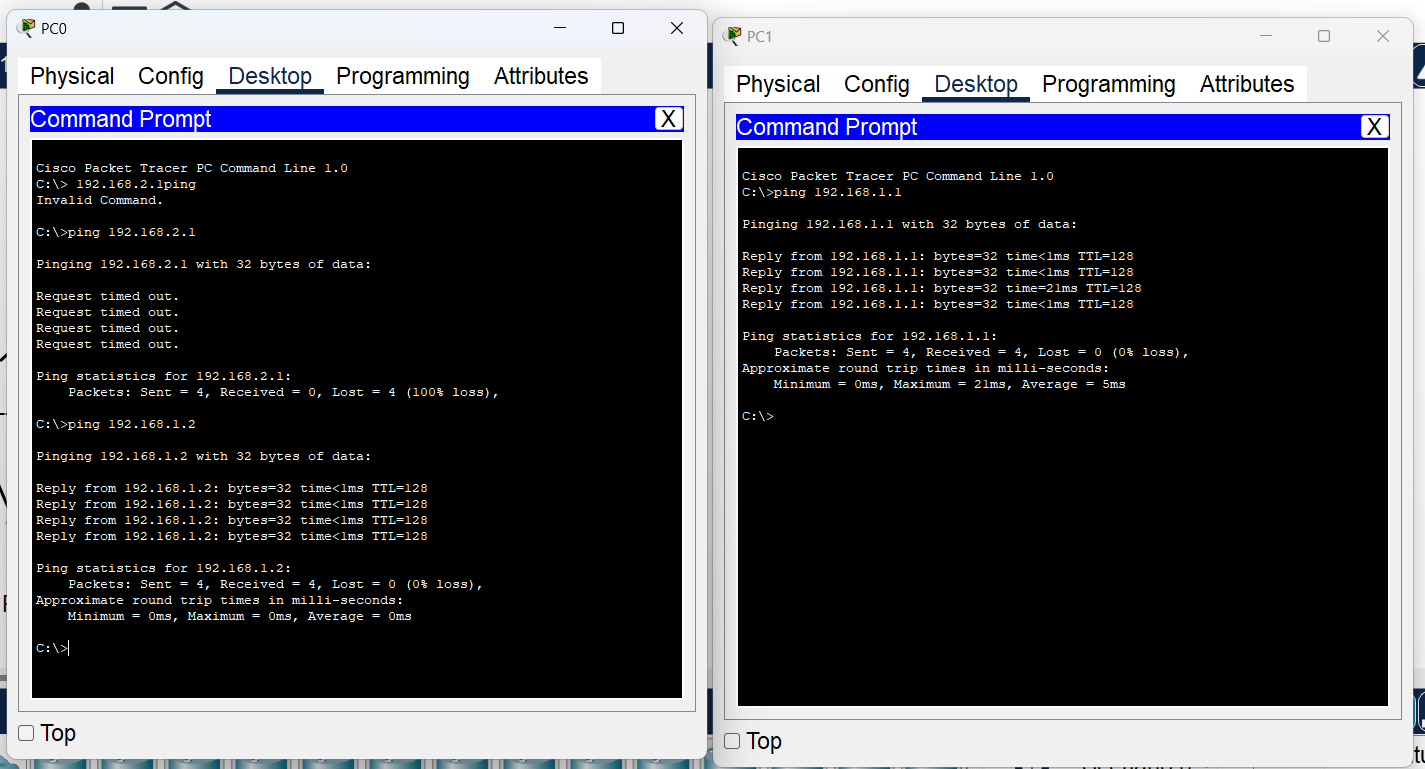 PC0
Physical Config Desktop Programming Attributes
Command Prompt X
Cisco Packet Tracer PC Command Line 1.0
C:\> 192.168.2.1ping
Invalid Command.
C:\>ping 192.168.2.1
Pinging 192.168.2.1 with 32 bytes of data:
Request timed out.
Request timed out.
Request timed out.
Request timed out.
Ping statistics for 192.168.2.1:
Packets: Sent = 4, Received = 0, Lost = 4 (100% loss),
C:\>ping 192.168.1.2
Pinging 192.168.1.2 with 32 bytes of data:
Reply from 192.168.1.2: bytes=32 time<1ms TTL=128
Reply from 192.168.1.2: bytes=32 time<1ms TTL=128
Reply from 192.168.1.2: bytes=32 time<1ms TTL=128
Reply from 192.168.1.2: bytes=32 time<1ms TTL=128
Ping statistics for 192.168.1.2:
Packets: Sent = 4, Received = 4, Lost = 0 (0% loss),
Approximate round trip times in milli-seconds:
Minimum = 0ms, Maximum = 0ms, Average = 0ms
C:\>
Top
PC1
Physical Config Desktop Programming Attributes
Command Prompt X
Cisco Packet Tracer PC Command Line 1.0
C:\>ping 192.168.1.1
Pinging 192.168.1.1 with 32 bytes of data:
Reply from 192.168.1.1: bytes=32 time<1ms TTL=128
Reply from 192.168.1.1: bytes=32 time<1ms TTL=128
Reply from 192.168.1.1: bytes=32 time=21ms TTL=128
Reply from 192.168.1.1: bytes=32 time<1ms TTL=128
Ping statistics for 192.168.1.1:
Packets: Sent = 4, Received = 4, Lost = 0 (0% loss),
Approximate round trip times in milli-seconds:
Minimum = 0ms, Maximum = 21ms, Average = 5ms
C:\>
Top